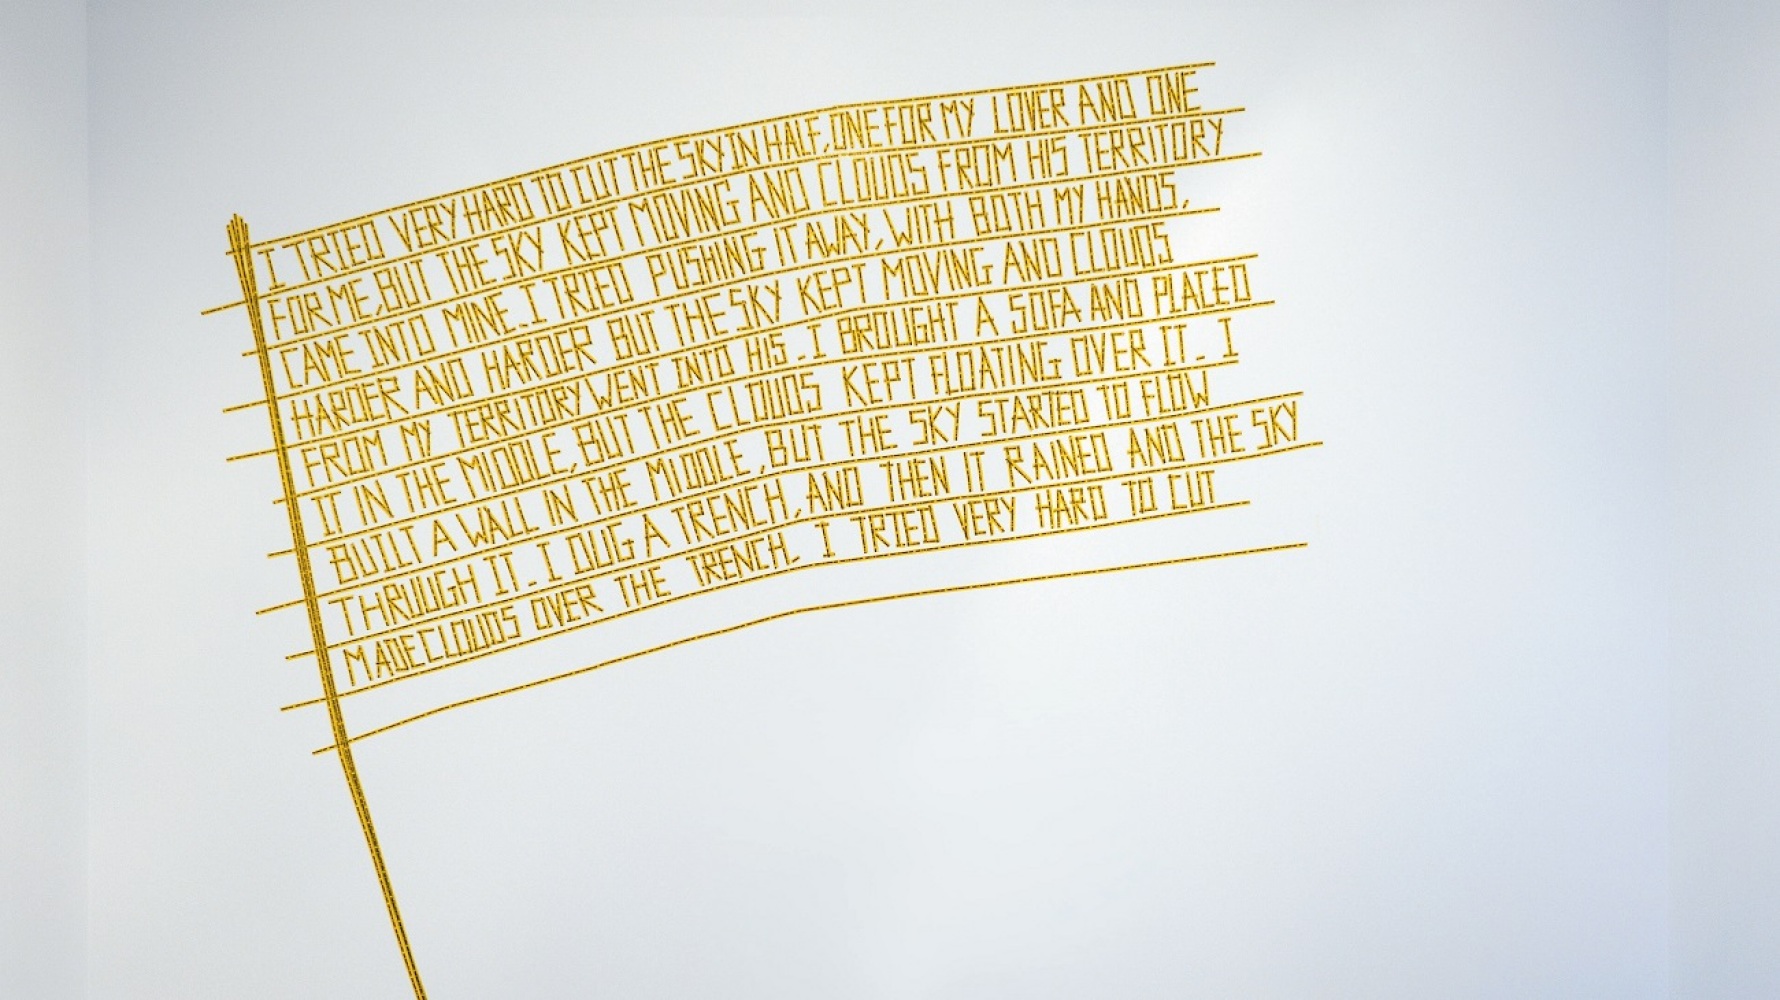 I TRIED VERY HARD TO CUT THE SKY IN HALF, ONE FOR MY LOVER AND ONE
FOR ME, BUT THE SKY KEPT MOVING AND CLOUDS FROM HIS TERRITORY
CAME INTO MINE. I TRIED PUSHING IT AWAY, WITH BOTH MY HANDS,
HARDER AND HARDER BUT THE SKY KEPT MOVING AND CLOUDS
FROM MY TERRITORY WENT INTO HIS. I BROUGHT A SOFA AND PLACED
IT IN THE MIDDLE, BUT THE CLOUDS KEPT FLOATING OVER IT. I
BUILT A WALL IN THE MIDDLE, BUT THE SKY STARTED TO FLOW
THROUGH IT. I DUG A TRENCH, AND THEN IT RAINED AND THE SKY
MADE CLOUDS OVER THE TRENCH. I TRIED VERY HARD TO CUT